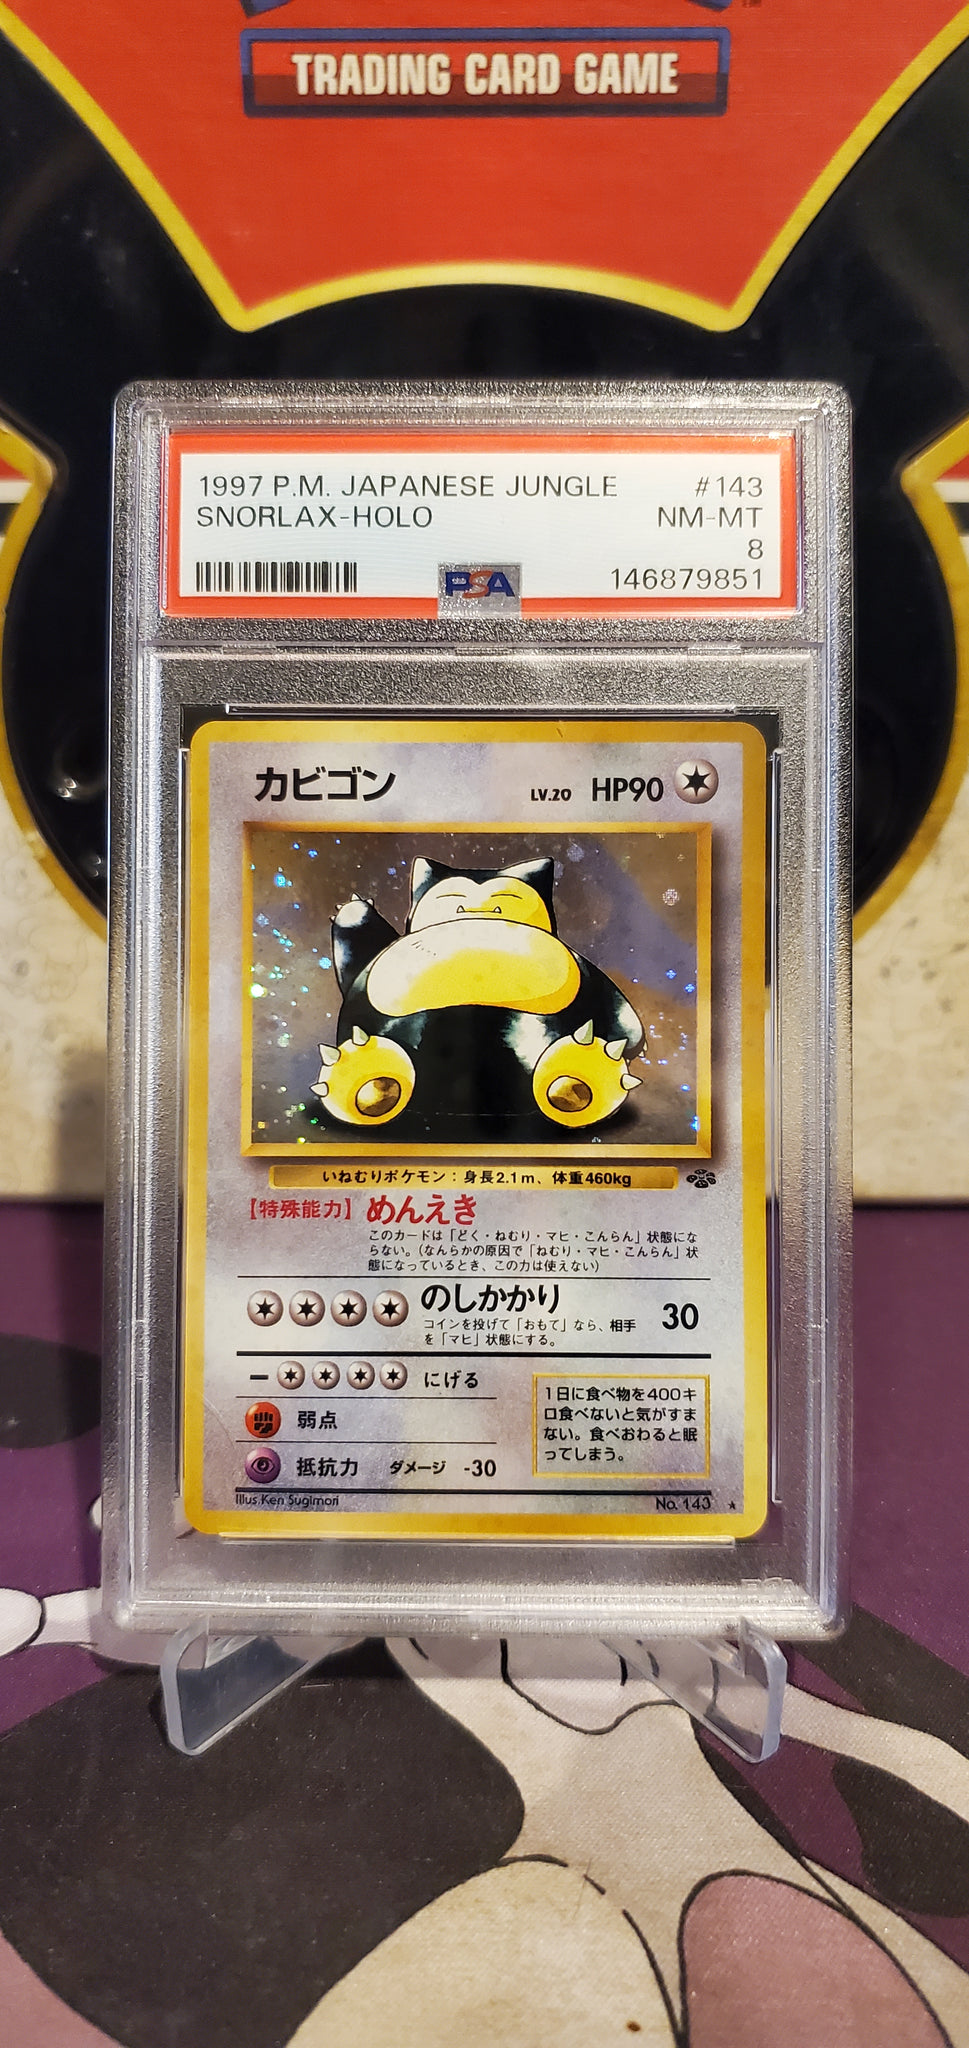 TRADING CARD GAME
1997 P.M. JAPANESE JUNGLE #143
SNORLAX-HOLO NM-MT
8
PSA 146879851
カビゴン LV.20 HP90
いねむりポケモン：身長2.1m、体重460kg
【特殊能力】めんえき
このカードは「どく・ねむり・マヒ・こんらん」状態にな
らない。（なんらかの原因で「ねむり・マヒ・こんらん」状
態になっているとき、この力は使えない）
のしかかり 30
コインを投げて「おもて」なら、相手
を「マヒ」状態にする。
ー にげる
弱点
抵抗力 ダメージ -30
1日に食べ物を400キ
ロ食べないと気がすま
ない。食べおわると眠
ってしまう。
Illus.Ken Sugimori No. 143 ★